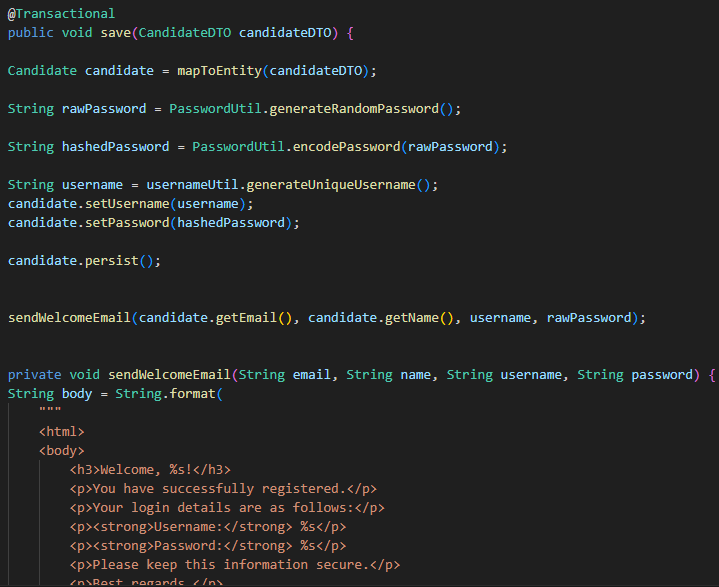 @Transactional
public void save(CandidateDTO candidateDTO) {
Candidate candidate = mapToEntity(candidateDTO);
String rawPassword = PasswordUtil.generateRandomPassword();
String hashedPassword = PasswordUtil.encodePassword(rawPassword);
String username = usernameUtil.generateUniqueUsername();
candidate.setUsername(username);
candidate.setPassword(hashedPassword);
candidate.persist();
sendWelcomeEmail(candidate.getEmail(), candidate.getName(), username, rawPassword);
private void sendWelcomeEmail(String email, String name, String username, String password) {
String body = String.format(
"""
<html>
<body>
<h3>Welcome, %s!</h3>
<p>You have successfully registered.</p>
<p>Your login details are as follows:</p>
<p><strong>Username:</strong> %s</p>
<p><strong>Password:</strong> %s</p>
<p>Please keep this information secure.</p>
<p>Best regards,</p>